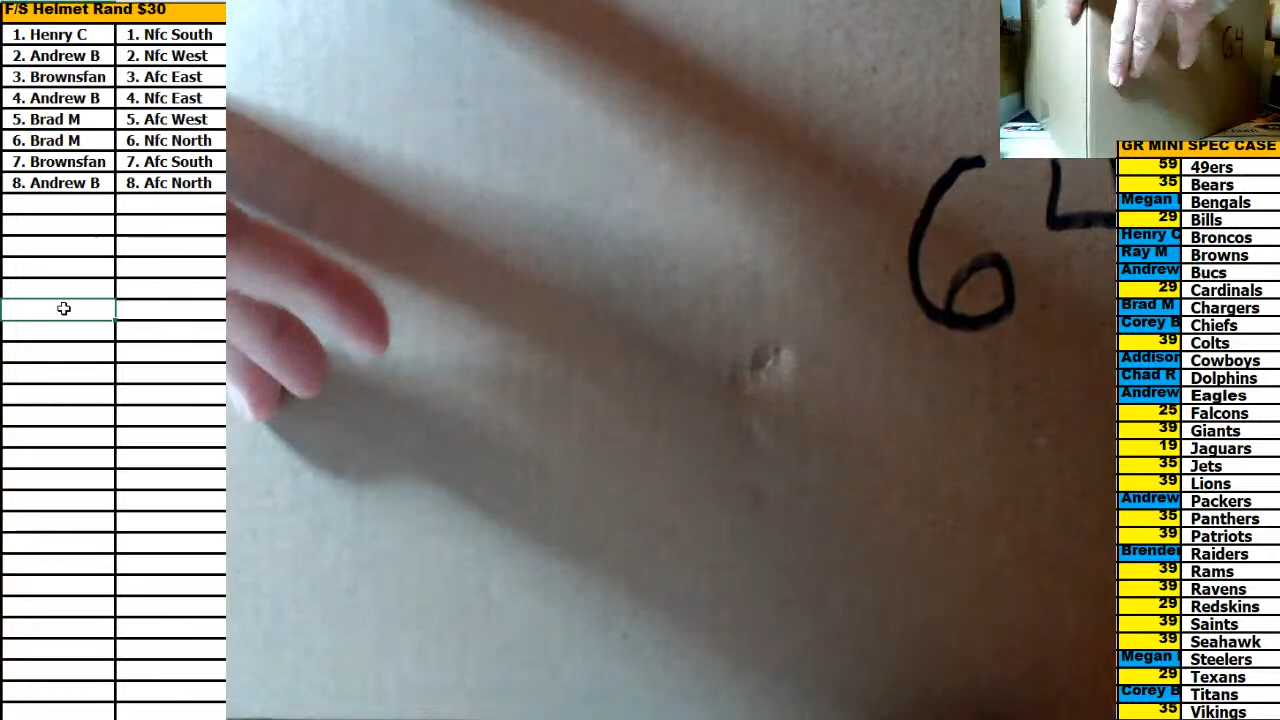 F/S Helmet Rand $30
1. Henry C 1. Nfc South
2. Andrew B 2. Nfc West
3. Brownsfan 3. Afc East
4. Andrew B 4. Nfc East
5. Brad M 5. Afc West
6. Brad M 6. Nfc North
7. Brownsfan 7. Afc South
8. Andrew B 8. Afc North
64
64
GR MINI SPEC CASE
59 49ers
35 Bears
Megan Bengals
29 Bills
Henry C Broncos
Ray M Browns
Andrew Bucs
29 Cardinals
Brad M Chargers
Corey B Chiefs
39 Colts
Addison Cowboys
Chad R Dolphins
Andrew Eagles
25 Falcons
39 Giants
19 Jaguars
35 Jets
39 Lions
Andrew Packers
35 Panthers
39 Patriots
Brenden Raiders
39 Rams
39 Ravens
29 Redskins
39 Saints
39 Seahawk
Megan Steelers
29 Texans
Corey B Titans
35 Vikings